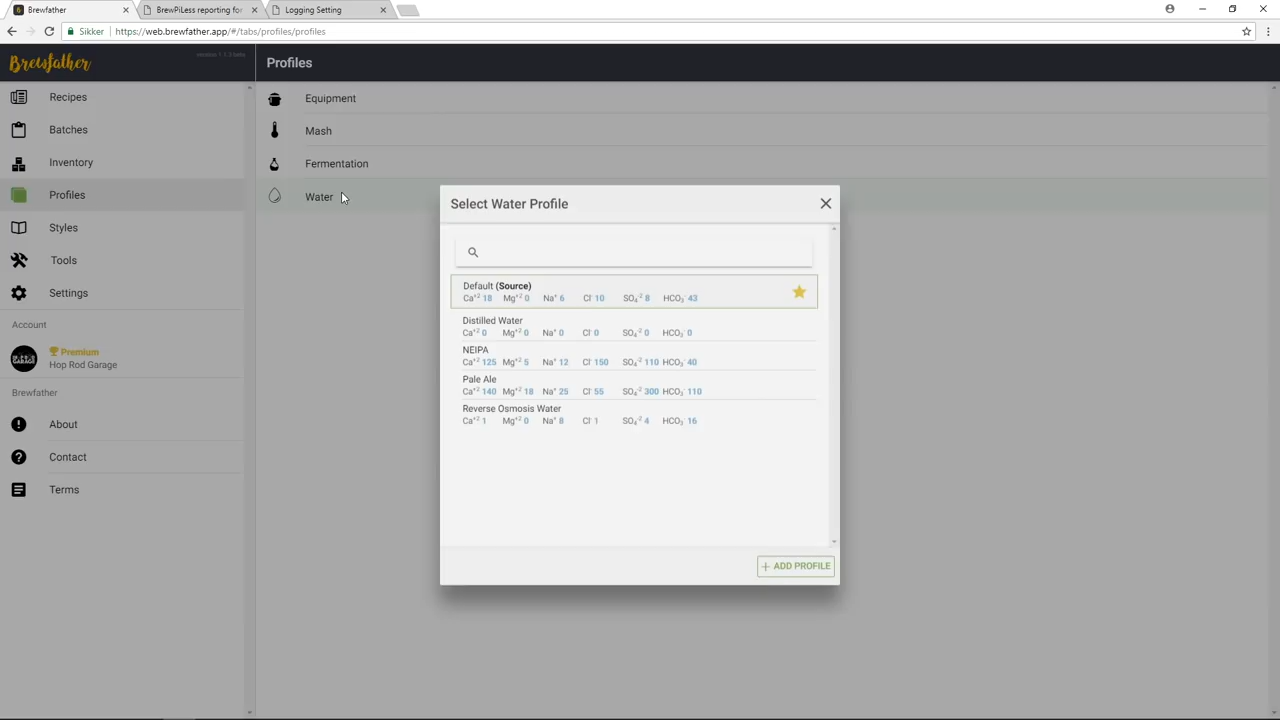 Brewfather
BrewPiLess reporting for
Logging Setting
Sikker
https://web.brewfather.app/#/tabs/profiles/profiles
Brewfather
Profiles
Recipes
Batches
Inventory
Profiles
Styles
Tools
Settings
Account
Premium
Hop Rod Garage
Brewfather
About
Contact
Terms
Equipment
Mash
Fermentation
Water
Select Water Profile
Default (Source)
Ca⁺² 18 Mg⁺² 0 Na⁺ 6 Cl⁻ 10 SO₄⁻² 8 HCO₃⁻ 43
Distilled Water
Ca⁺² 0 Mg⁺² 0 Na⁺ 0 Cl⁻ 0 SO₄⁻² 0 HCO₃⁻ 0
NEIPA
Ca⁺² 125 Mg⁺² 5 Na⁺ 12 Cl⁻ 150 SO₄⁻² 110 HCO₃⁻ 40
Pale Ale
Ca⁺² 140 Mg⁺² 18 Na⁺ 25 Cl⁻ 55 SO₄⁻² 300 HCO₃⁻ 110
Reverse Osmosis Water
Ca⁺² 1 Mg⁺² 0 Na⁺ 8 Cl⁻ 1 SO₄⁻² 4 HCO₃⁻ 16
+ ADD PROFILE